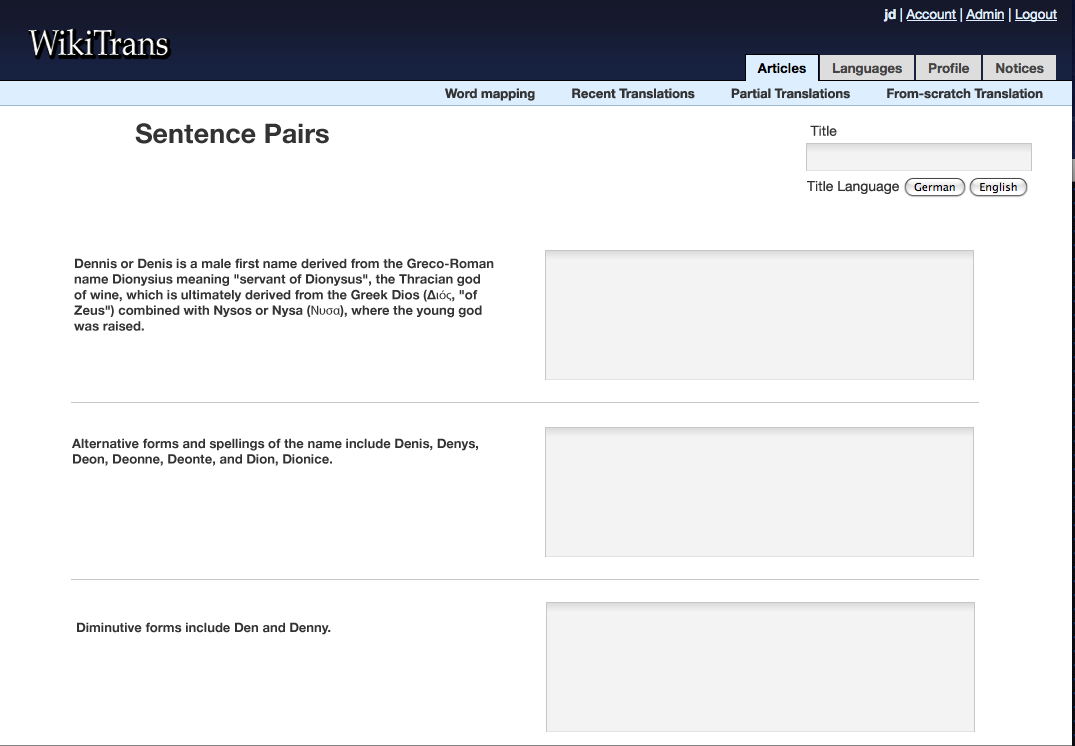 jd | Account | Admin | Logout
WikiTrans
Articles Languages Profile Notices
Word mapping Recent Translations Partial Translations From-scratch Translation
Sentence Pairs
Title
Title Language German English
Dennis or Denis is a male first name derived from the Greco-Roman
name Dionysius meaning "servant of Dionysus", the Thracian god
of wine, which is ultimately derived from the Greek Dios (Διός, "of
Zeus") combined with Nysos or Nysa (Νυσα), where the young god
was raised.
Alternative forms and spellings of the name include Denis, Denys,
Deon, Deonne, Deonte, and Dion, Dionice.
Diminutive forms include Den and Denny.